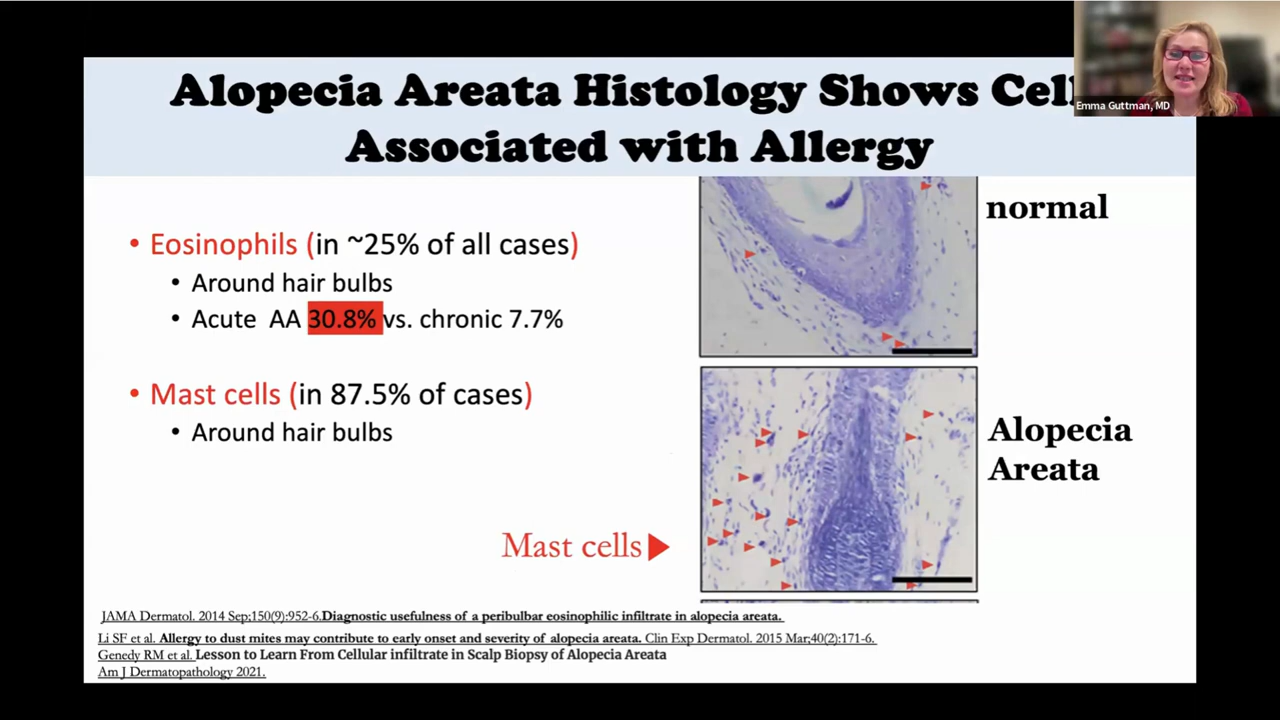 Alopecia Areata Histology Shows Cel
Associated with Allergy
Emma Guttman, MD
• Eosinophils (in ~25% of all cases)
• Around hair bulbs
• Acute AA 30.8% vs. chronic 7.7%
• Mast cells (in 87.5% of cases)
• Around hair bulbs
normal
Alopecia
Areata
Mast cells
JAMA Dermatol. 2014 Sep;150(9):952-6.Diagnostic usefulness of a peribulbar eosinophilic infiltrate in alopecia areata.
Li SF et al. Allergy to dust mites may contribute to early onset and severity of alopecia areata. Clin Exp Dermatol. 2015 Mar;40(2):171-6.
Genedy RM et al. Lesson to Learn From Cellular infiltrate in Scalp Biopsy of Alopecia Areata
Am J Dermatopathology 2021.